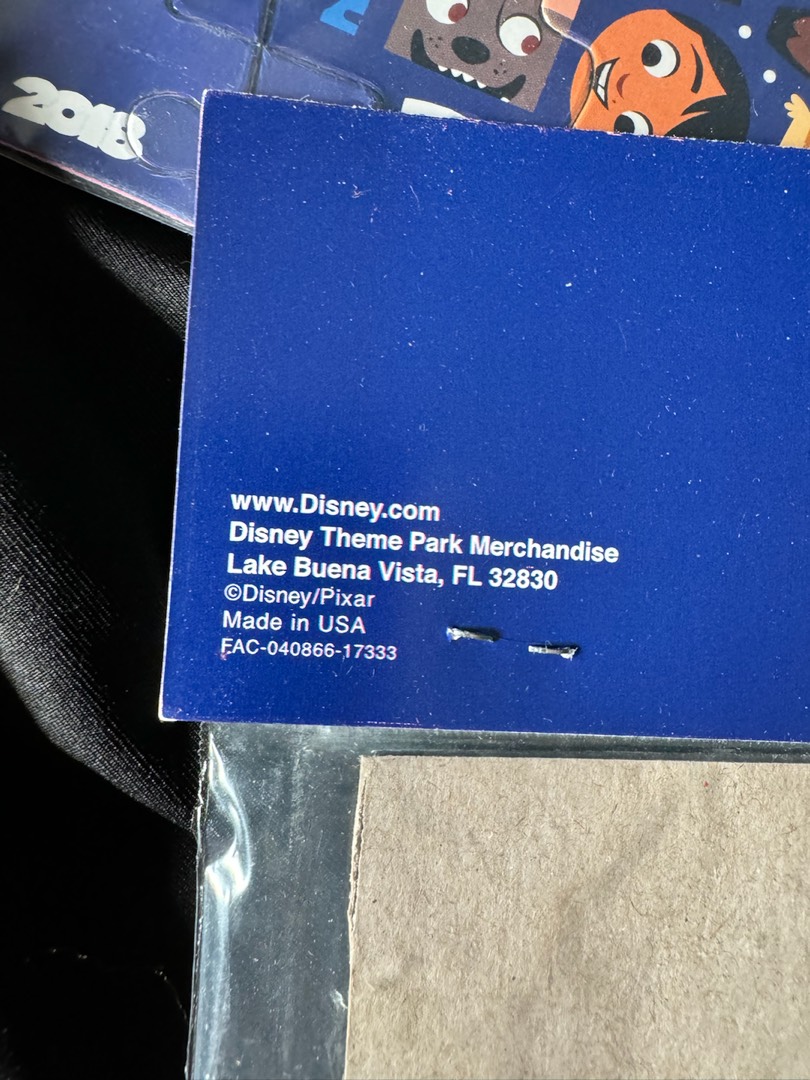 2018
www.Disney.com
Disney Theme Park Merchandise
Lake Buena Vista, FL 32830
©Disney/Pixar
Made in USA
FAC-040866-17333